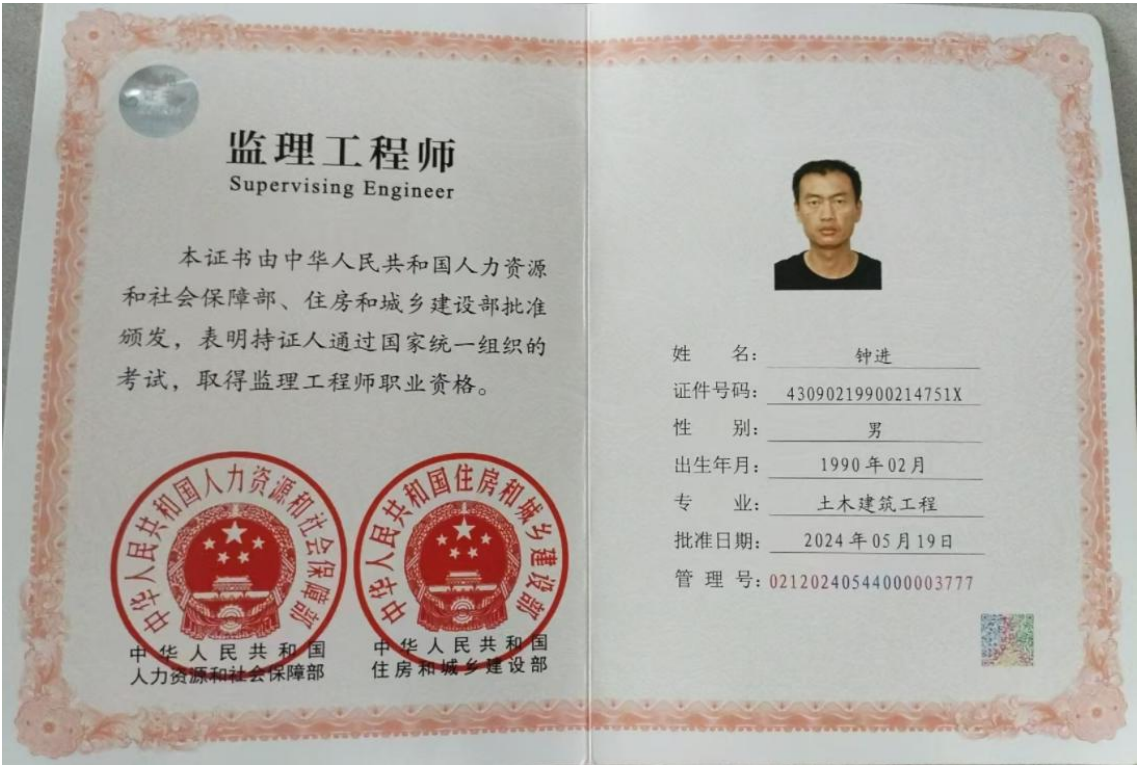 监理工程师
Supervising Engineer
本证书由中华人民共和国人力资源
和社会保障部、住房和城乡建设部批准
颁发，表明持证人通过国家统一组织的
考试，取得监理工程师职业资格。
中华人民共和国人力资源和社会保障部
中华人民共和国住房和城乡建设部
中华人民共和国
人力资源和社会保障部
中华人民共和国
住房和城乡建设部
姓 名： 钟进
证件号码： 43090219900214751X
性 别： 男
出生年月： 1990年02月
专 业： 土木建筑工程
批准日期： 2024年05月19日
管 理 号： 02120240544000003777